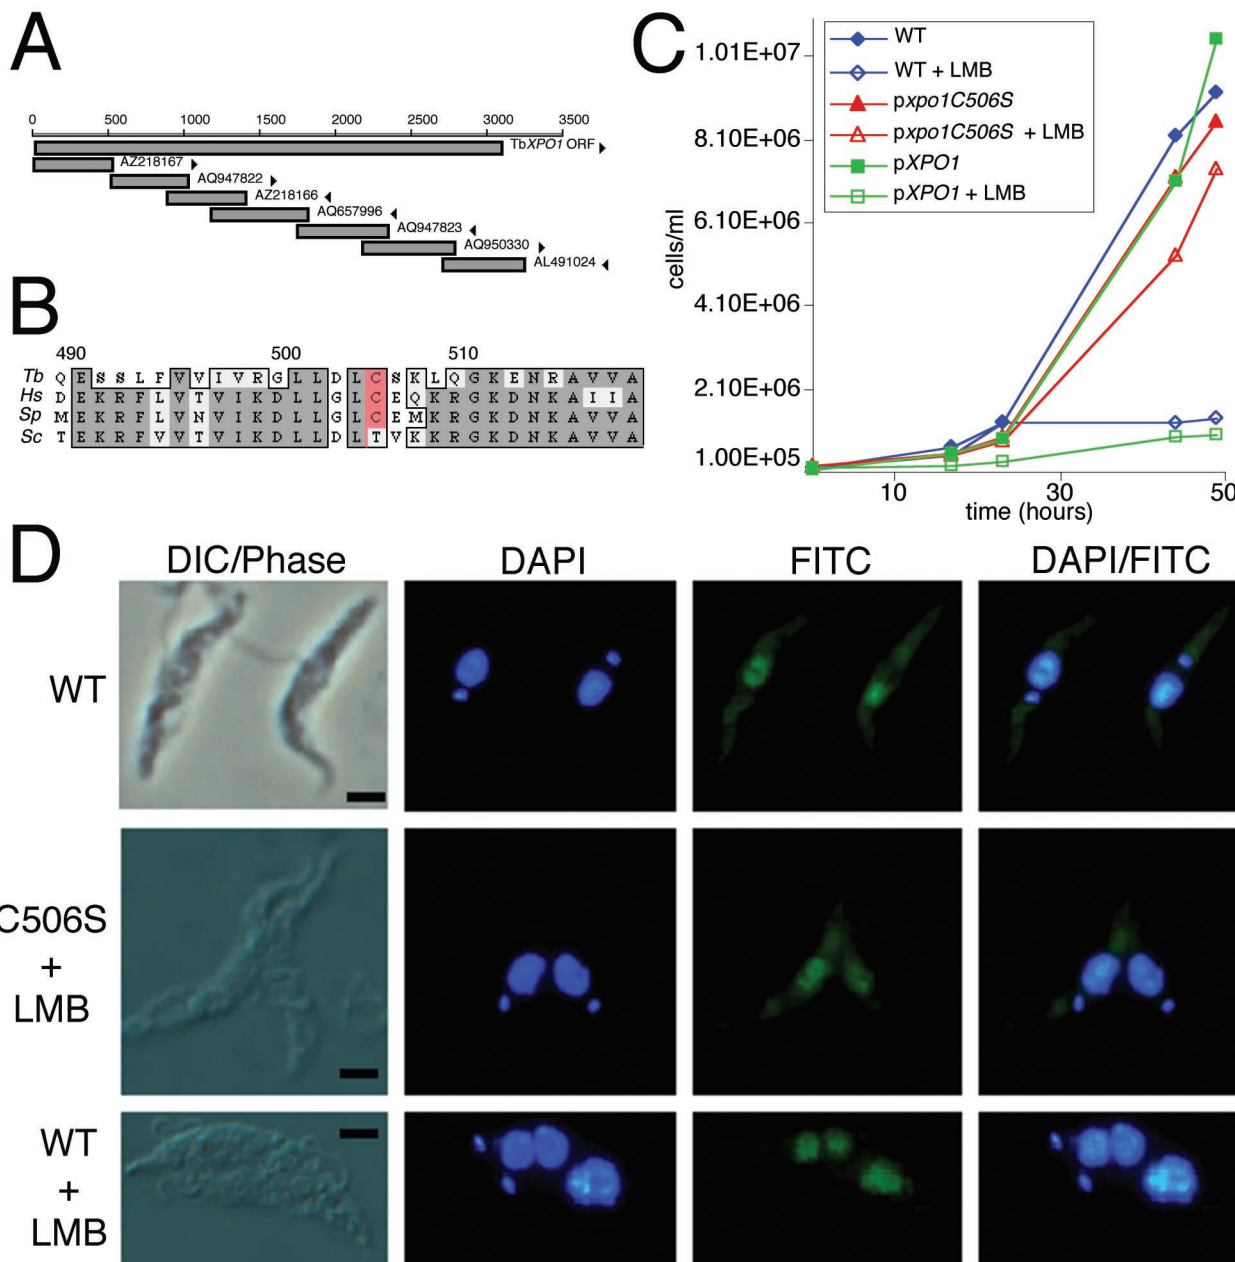 A
0 500 1000 1500 2000 2500 3000 3500
TbXPO1 ORF
AZ218167
AQ947822
AZ218166
AQ657996
AQ947823
AQ950330
AL491024
B
490 500 510
Tb Q E S S L F V V I V R G L L D L C S K L Q G K E N R A V V A
Hs D E K R F L V T V I K D L L G L C E Q K R G K D N K A I I A
Sp M E K R F L V N V I K D L L G L C E M K R G K D N K A V V A
Sc T E K R F V V T V I K D L L D L T V K K R G K D N K A V V A
C
1.01E+07
8.10E+06
6.10E+06
4.10E+06
2.10E+06
1.00E+05
cells/ml
10 30 50
time (hours)
WT
WT + LMB
pxpo1C506S
pxpo1C506S + LMB
pXPO1
pXPO1 + LMB
D
DIC/Phase DAPI FITC DAPI/FITC
WT
C506S
+
LMB
WT
+
LMB